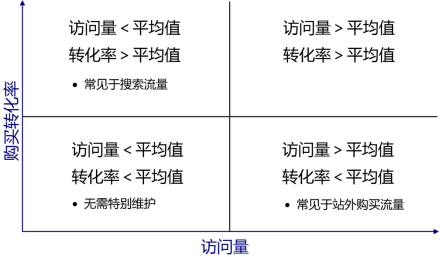 访问量 < 平均值
转化率 > 平均值
• 常见于搜索流量
访问量 > 平均值
转化率 > 平均值
购买转化率
访问量 < 平均值
转化率 < 平均值
• 无需特别维护
访问量 > 平均值
转化率 < 平均值
• 常见于站外购买流量
访问量